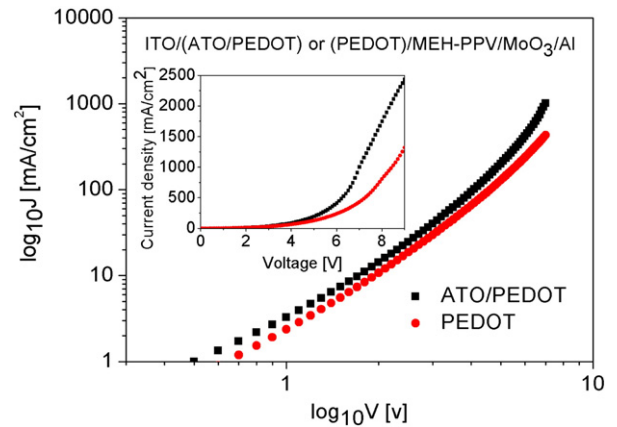 ITO/(ATO/PEDOT) or (PEDOT)/MEH-PPV/MoO3/Al
10000
1000
100
10
1
log10J [mA/cm2]
2500
2000
1500
1000
500
0
Current density [mA/cm2]
0 2 4 6 8
Voltage [V]
ATO/PEDOT
PEDOT
1 10
log10V [v]